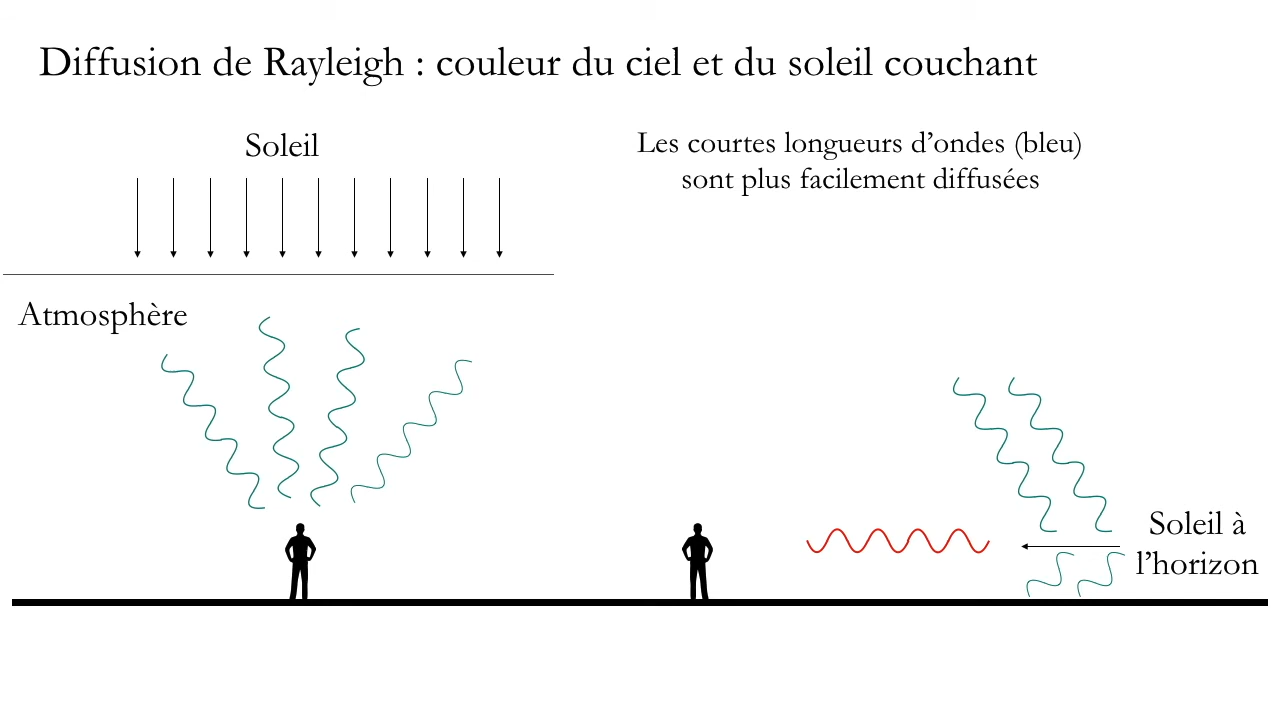 Diffusion de Rayleigh : couleur du ciel et du soleil couchant
Soleil
Les courtes longueurs d’ondes (bleu)
sont plus facilement diffusées
Atmosphère
Soleil à
l’horizon